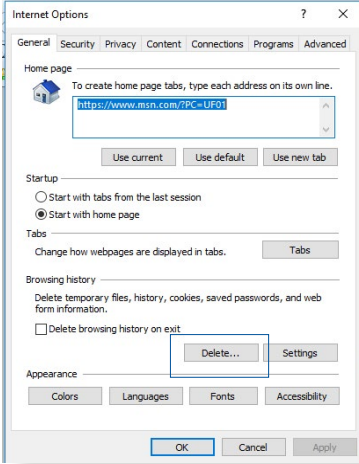 Internet Options ? X
General Security Privacy Content Connections Programs Advanced
Home page
To create home page tabs, type each address on its own line.
https://www.msn.com/?PC=UF01
Use current Use default Use new tab
Startup
Start with tabs from the last session
Start with home page
Tabs
Change how webpages are displayed in tabs. Tabs
Browsing history
Delete temporary files, history, cookies, saved passwords, and web
form information.
Delete browsing history on exit
Delete... Settings
Appearance
Colors Languages Fonts Accessibility
OK Cancel Apply